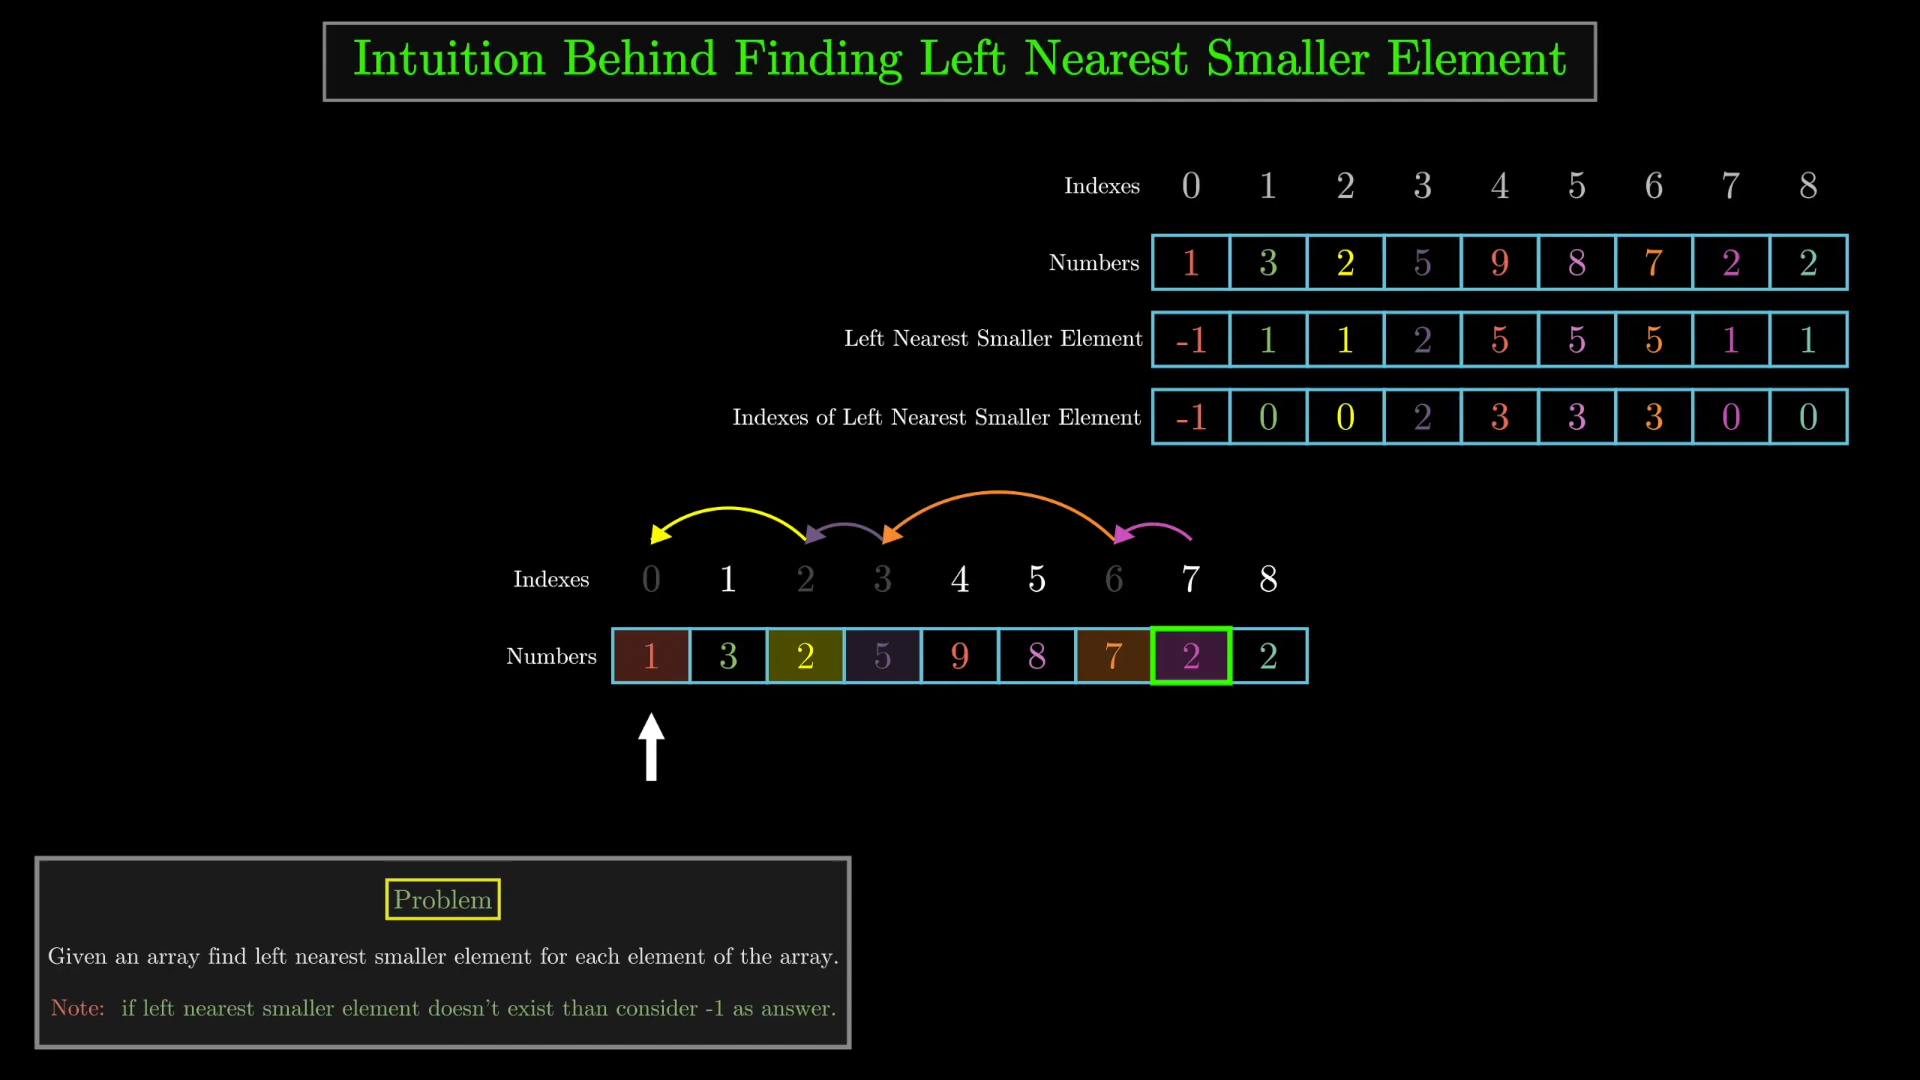 Intuition Behind Finding Left Nearest Smaller Element
Indexes 0 1 2 3 4 5 6 7 8
Numbers 1 3 2 5 9 8 7 2 2
Left Nearest Smaller Element -1 1 1 2 5 5 5 1 1
Indexes of Left Nearest Smaller Element -1 0 0 2 3 3 3 0 0
Indexes 0 1 2 3 4 5 6 7 8
Numbers 1 3 2 5 9 8 7 2 2
Problem
Given an array find left nearest smaller element for each element of the array.
Note: if left nearest smaller element doesn't exist than consider -1 as answer.